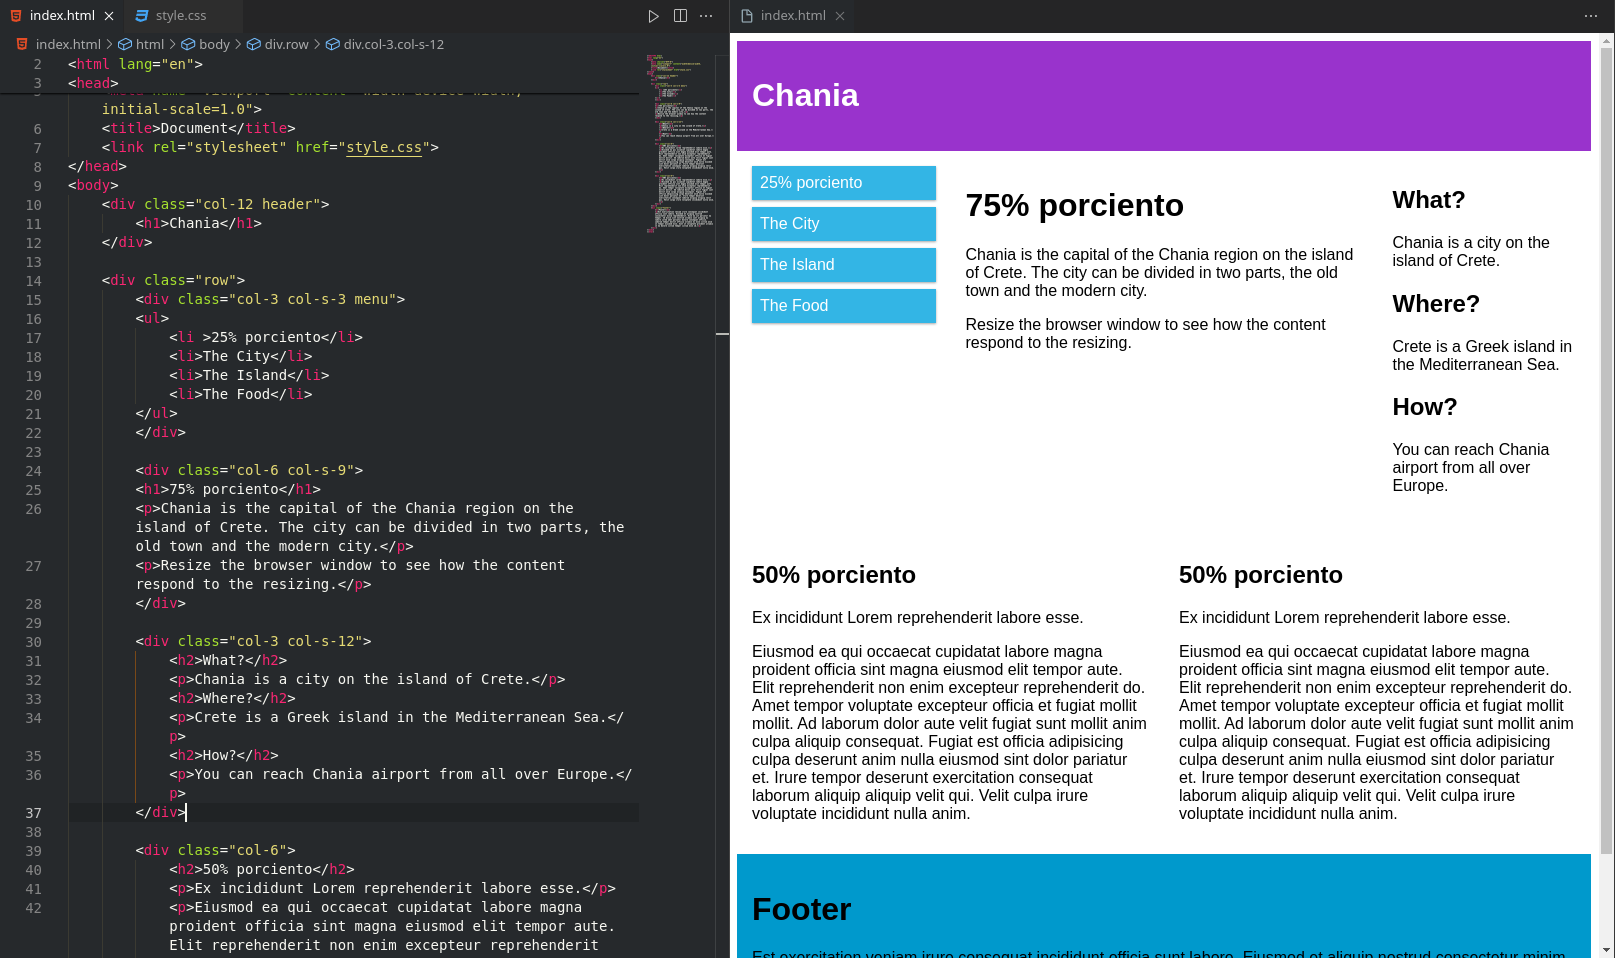 index.html
style.css
index.html > html > body > div.row > div.col-3.col-s-12
2 <html lang="en">
3 <head>
initial-scale=1.0">
6 <title>Document</title>
7 <link rel="stylesheet" href="style.css">
8 </head>
9 <body>
10 <div class="col-12 header">
11 <h1>Chania</h1>
12 </div>
13
14 <div class="row">
15 <div class="col-3 col-s-3 menu">
16 <ul>
17 <li >25% porciento</li>
18 <li>The City</li>
19 <li>The Island</li>
20 <li>The Food</li>
21 </ul>
22 </div>
23
24 <div class="col-6 col-s-9">
25 <h1>75% porciento</h1>
26 <p>Chania is the capital of the Chania region on the
island of Crete. The city can be divided in two parts, the
old town and the modern city.</p>
27 <p>Resize the browser window to see how the content
respond to the resizing.</p>
28 </div>
29
30 <div class="col-3 col-s-12">
31 <h2>What?</h2>
32 <p>Chania is a city on the island of Crete.</p>
33 <h2>Where?</h2>
34 <p>Crete is a Greek island in the Mediterranean Sea.</
p>
35 <h2>How?</h2>
36 <p>You can reach Chania airport from all over Europe.</
p>
37 </div>
38
39 <div class="col-6">
40 <h2>50% porciento</h2>
41 <p>Ex incididunt Lorem reprehenderit labore esse.</p>
42 <p>Eiusmod ea qui occaecat cupidatat labore magna
proident officia sint magna eiusmod elit tempor aute.
Elit reprehenderit non enim excepteur reprehenderit
index.html
Chania
25% porciento
The City
The Island
The Food
75% porciento
Chania is the capital of the Chania region on the island
of Crete. The city can be divided in two parts, the old
town and the modern city.
Resize the browser window to see how the content
respond to the resizing.
What?
Chania is a city on the
island of Crete.
Where?
Crete is a Greek island in
the Mediterranean Sea.
How?
You can reach Chania
airport from all over
Europe.
50% porciento
Ex incididunt Lorem reprehenderit labore esse.
Eiusmod ea qui occaecat cupidatat labore magna
proident officia sint magna eiusmod elit tempor aute.
Elit reprehenderit non enim excepteur reprehenderit do.
Amet tempor voluptate excepteur officia et fugiat mollit
mollit. Ad laborum dolor aute velit fugiat sunt mollit anim
culpa aliquip consequat. Fugiat est officia adipisicing
culpa deserunt anim nulla eiusmod sint dolor pariatur
et. Irure tempor deserunt exercitation consequat
laborum aliquip aliquip velit qui. Velit culpa irure
voluptate incididunt nulla anim.
50% porciento
Ex incididunt Lorem reprehenderit labore esse.
Eiusmod ea qui occaecat cupidatat labore magna
proident officia sint magna eiusmod elit tempor aute.
Elit reprehenderit non enim excepteur reprehenderit do.
Amet tempor voluptate excepteur officia et fugiat mollit
mollit. Ad laborum dolor aute velit fugiat sunt mollit anim
culpa aliquip consequat. Fugiat est officia adipisicing
culpa deserunt anim nulla eiusmod sint dolor pariatur
et. Irure tempor deserunt exercitation consequat
laborum aliquip aliquip velit qui. Velit culpa irure
voluptate incididunt nulla anim.
Footer
Est exercitation veniam irure consequat incididunt officia sunt labore. Eiusmod et aliquip nostrud consectetur minim